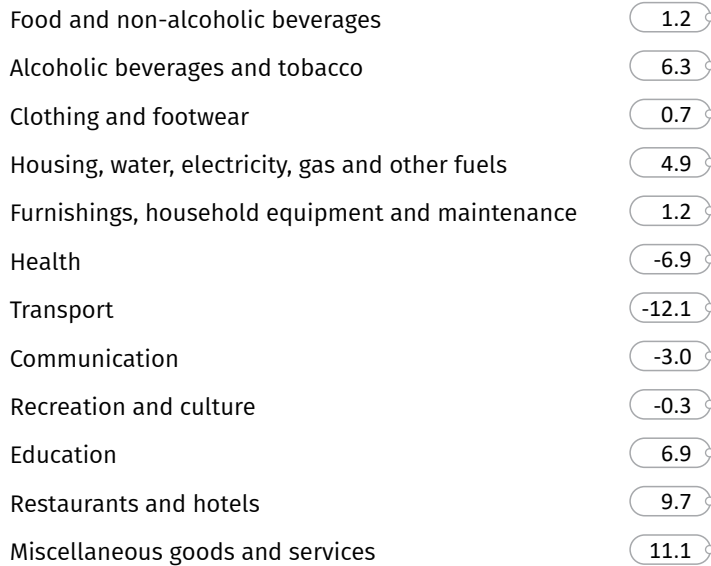 Food and non-alcoholic beverages 1.2
Alcoholic beverages and tobacco 6.3
Clothing and footwear 0.7
Housing, water, electricity, gas and other fuels 4.9
Furnishings, household equipment and maintenance 1.2
Health -6.9
Transport -12.1
Communication -3.0
Recreation and culture -0.3
Education 6.9
Restaurants and hotels 9.7
Miscellaneous goods and services 11.1